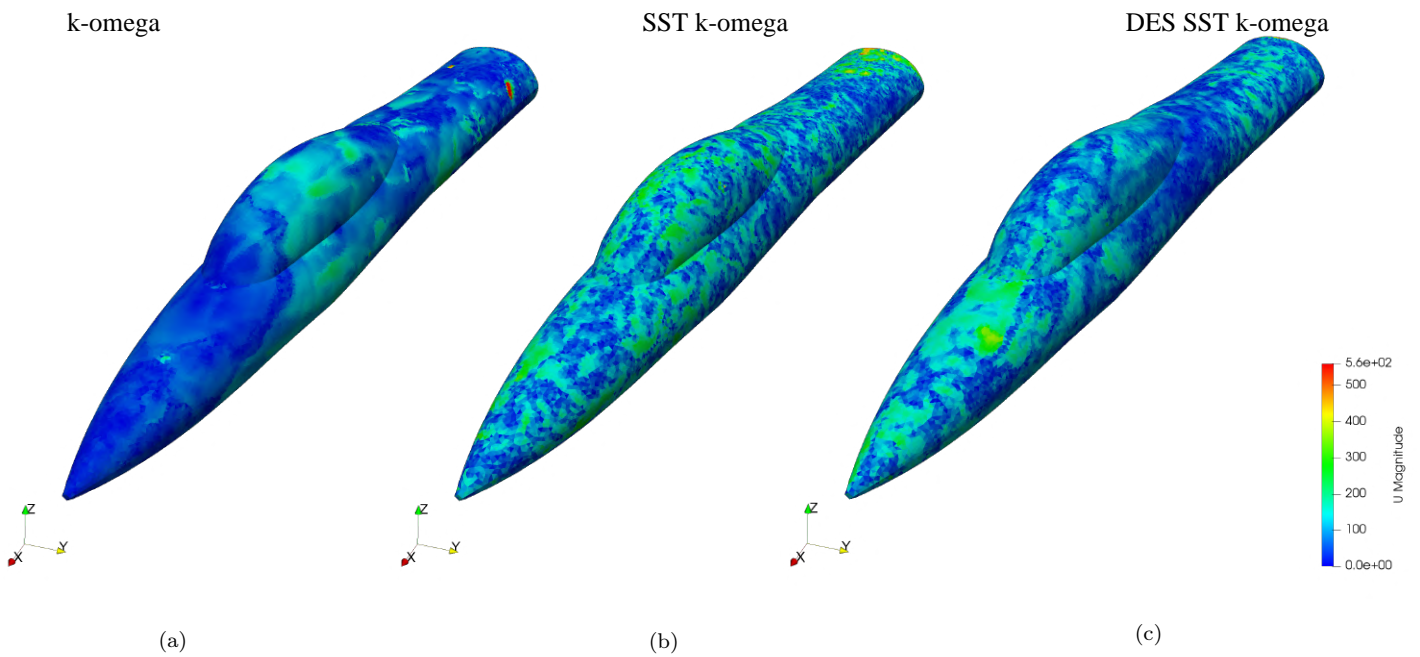 k-omega
SST k-omega
DES SST k-omega
5.6e+02
500
400
300
200
100
0.0e+00
U Magnitude
Z
Y
X
Z
Y
X
Z
Y
X
(a)
(b)
(c)